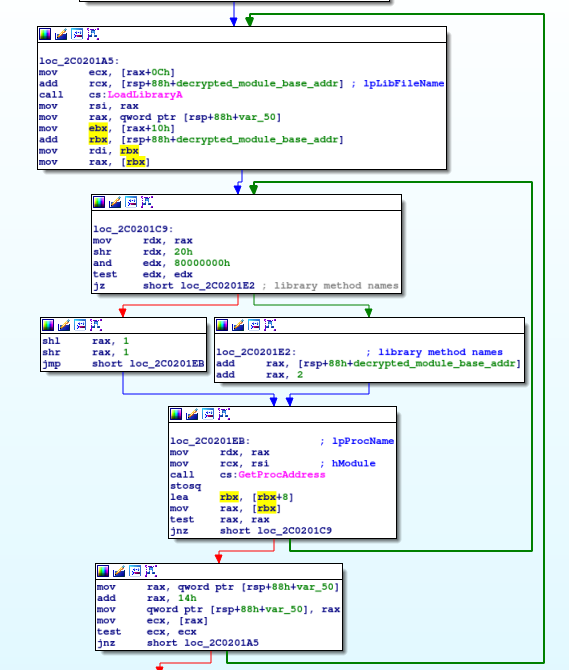 loc_2C0201A5:
mov ecx, [rax+0Ch]
add rcx, [rsp+88h+decrypted_module_base_addr] ; lpLibFileName
call cs:LoadLibraryA
mov rsi, rax
mov rax, qword ptr [rsp+88h+var_50]
mov ebx, [rax+10h]
add rbx, [rsp+88h+decrypted_module_base_addr]
mov rdi, rbx
mov rax, [rbx]
loc_2C0201C9:
mov rdx, rax
shr rdx, 20h
and edx, 80000000h
test edx, edx
jz short loc_2C0201E2 ; library method names
shl rax, 1
shr rax, 1
jmp short loc_2C0201EB
loc_2C0201E2: ; library method names
add rax, [rsp+88h+decrypted_module_base_addr]
add rax, 2
loc_2C0201EB: ; lpProcName
mov rdx, rax
mov rcx, rsi ; hModule
call cs:GetProcAddress
stosq
lea rbx, [rbx+8]
mov rax, [rbx]
test rax, rax
jnz short loc_2C0201C9
mov rax, qword ptr [rsp+88h+var_50]
add rax, 14h
mov qword ptr [rsp+88h+var_50], rax
mov ecx, [rax]
test ecx, ecx
jnz short loc_2C0201A5